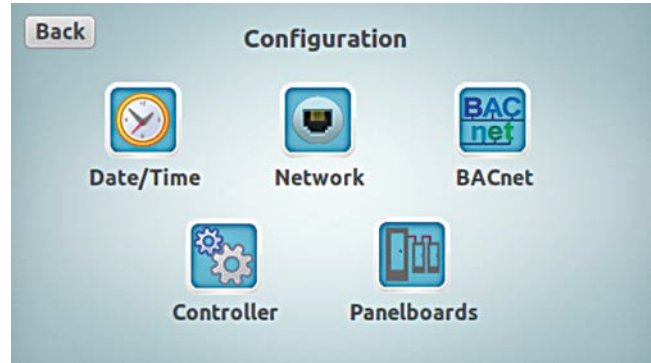 Back
Configuration
BAC
net
Date/Time
Network
BACnet
Controller
Panelboards